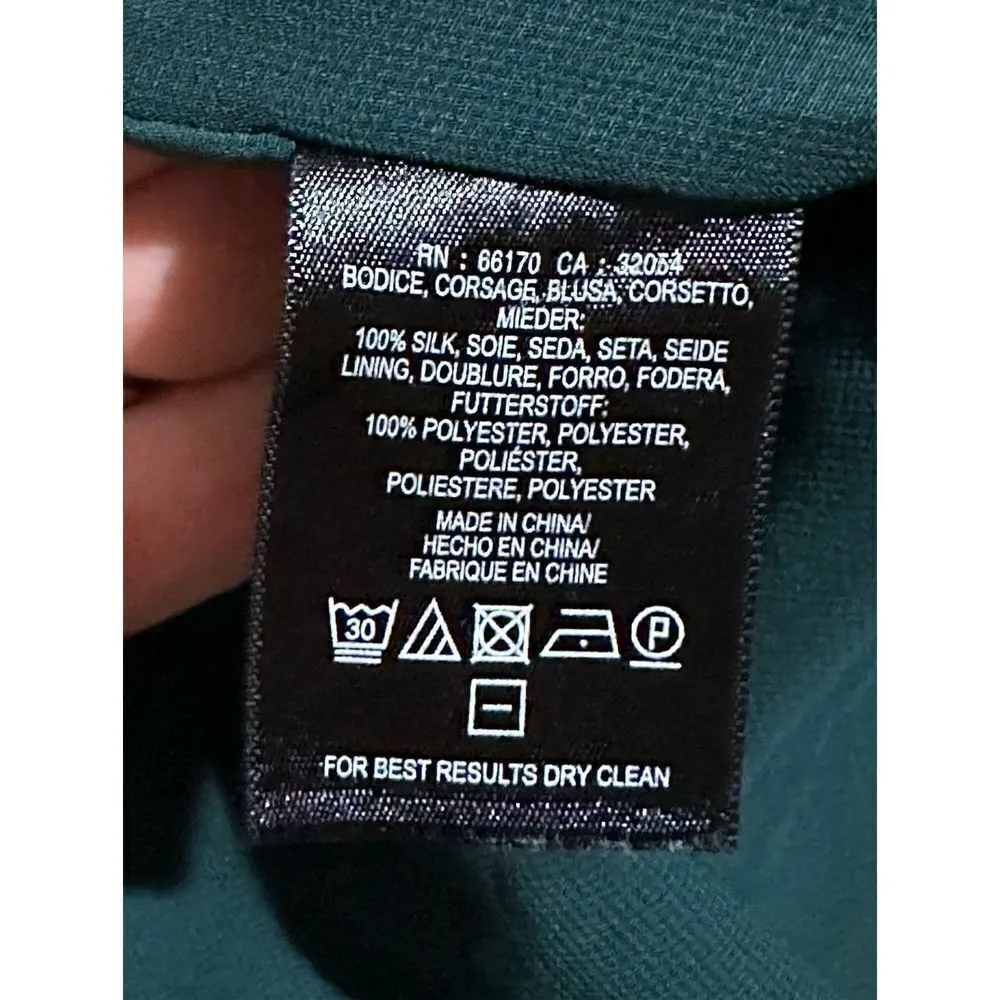 RN : 66170 CA : 32054
BODICE, CORSAGE, BLUSA, CORSETTO,
MIEDER:
100% SILK, SOIE, SEDA, SETA, SEIDE
LINING, DOUBLURE, FORRO, FODERA,
FUTTERSTOFF:
100% POLYESTER, POLYESTER,
POLIÉSTER,
POLIESTERE, POLYESTER
MADE IN CHINA/
HECHO EN CHINA/
FABRIQUE EN CHINE
30 P
FOR BEST RESULTS DRY CLEAN